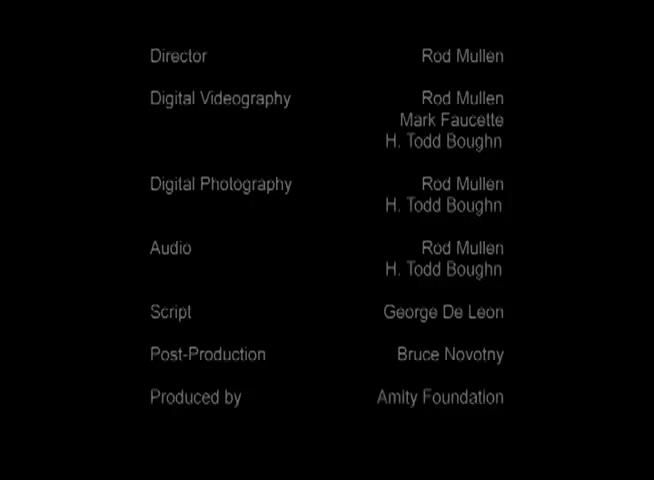 Director Rod Mullen
Digital Videography Rod Mullen
Mark Faucette
H. Todd Boughn
Digital Photography Rod Mullen
H. Todd Boughn
Audio Rod Mullen
H. Todd Boughn
Script George De Leon
Post-Production Bruce Novotny
Produced by Amity Foundation